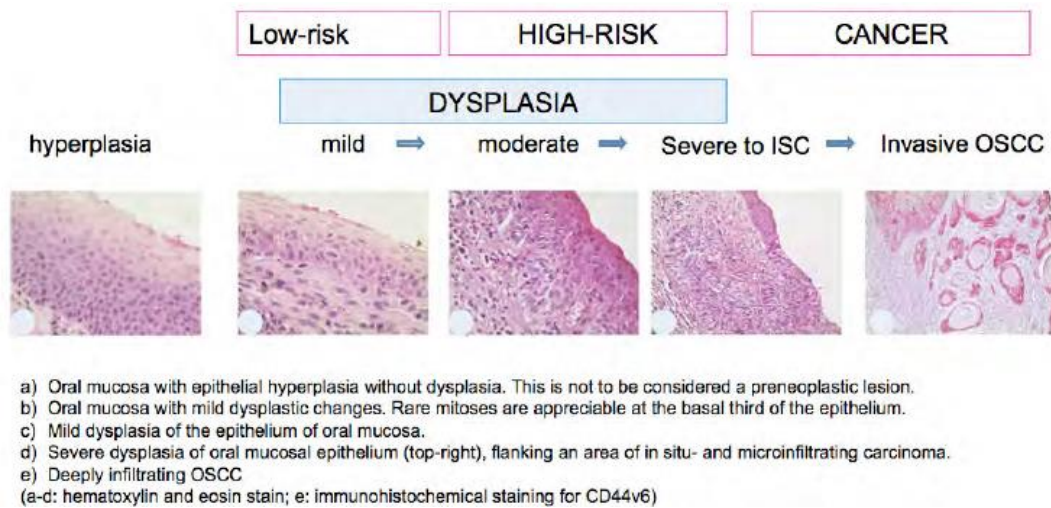 Low-risk HIGH-RISK CANCER
DYSPLASIA
hyperplasia mild moderate Severe to ISC Invasive OSCC
a) Oral mucosa with epithelial hyperplasia without dysplasia. This is not to be considered a preneoplastic lesion.
b) Oral mucosa with mild dysplastic changes. Rare mitoses are appreciable at the basal third of the epithelium.
c) Mild dysplasia of the epithelium of oral mucosa.
d) Severe dysplasia of oral mucosal epithelium (top-right), flanking an area of in situ- and microinfiltrating carcinoma.
e) Deeply infiltrating OSCC
(a-d: hematoxylin and eosin stain; e: immunohistochemical staining for CD44v6)